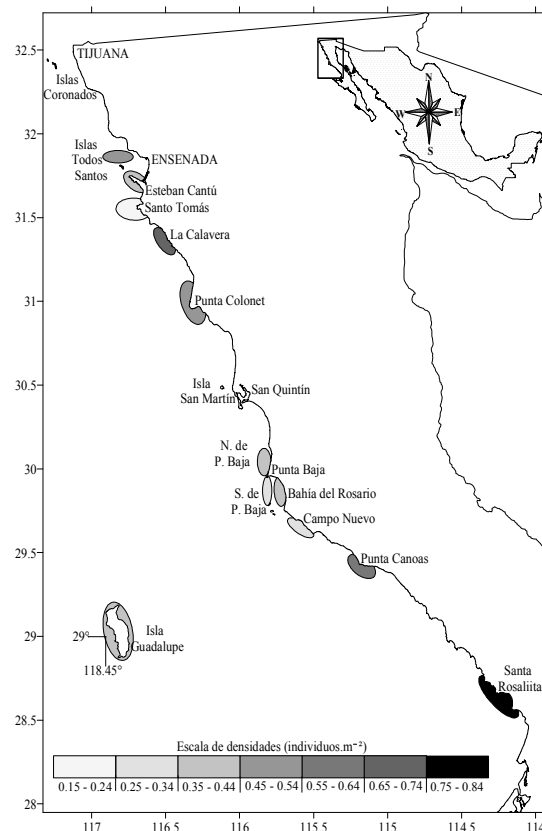 32.5
TIJUANA
Islas
Coronados
N
W
E
S
32
Islas
Todos
Santos
ENSENADA
Esteban Cantú
Santo Tomás
31.5
La Calavera
31
Punta Colonet
30.5
Isla
San Martín
San Quintín
N. de
P. Baja
30
Punta Baja
S. de
P. Baja
Bahía del Rosario
Campo Nuevo
29.5
Punta Canoas
29
29°
118.45°
Isla
Guadalupe
Santa
Rosaliita
28.5
Escala de densidades (individuos.m⁻²)
0.15 - 0.24 0.25 - 0.34 0.35 - 0.44 0.45 - 0.54 0.55 - 0.64 0.65 - 0.74 0.75 - 0.84
28
117 116.5 116 115.5 115 114.5 114